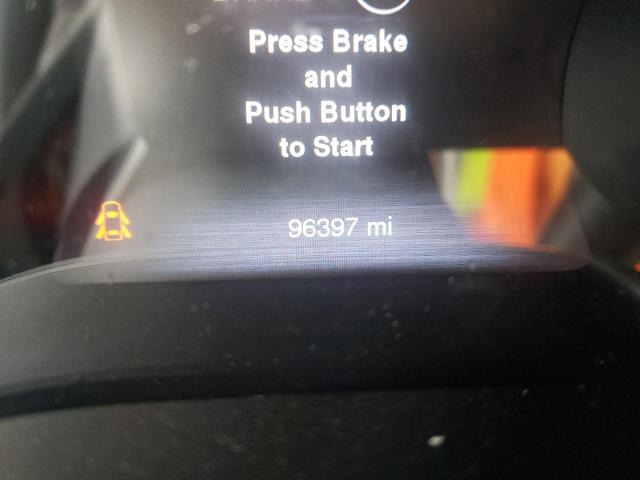 Press Brake
and
Push Button
to Start
96397 mi